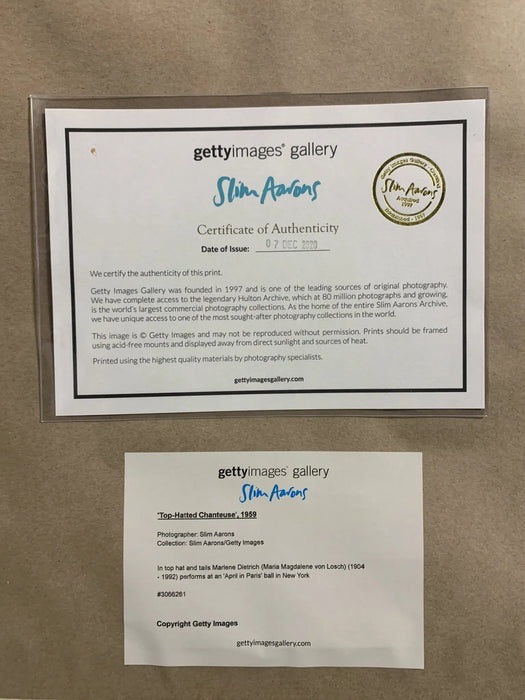 gettyimages® gallery
Slim Aarons
Getty Images Gallery
Slim Aarons
Acquired
1997
Certificate of Authenticity
Date of Issue: 07 DEC 2020
We certify the authenticity of this print.
Getty Images Gallery was founded in 1997 and is one of the leading sources of original photography.
We have complete access to the legendary Hulton Archive, which at 80 million photographs and growing,
is the world's largest commercial photography collections. As the home of the entire Slim Aarons Archive,
we have unique access to one of the most sought-after photography collections in the world.
This image is © Getty Images and may not be reproduced without permission. Prints should be framed
using acid-free mounts and displayed away from direct sunlight and sources of heat.
Printed using the highest quality materials by photography specialists.
gettyimagesgallery.com
gettyimages® gallery
Slim Aarons
'Top-Hatted Chanteuse', 1959
Photographer: Slim Aarons
Collection: Slim Aarons/Getty Images
In top hat and tails Marlene Dietrich (Maria Magdalene von Losch) (1904
- 1992) performs at an 'April in Paris' ball in New York
#3066261
Copyright Getty Images
gettyimagesgallery.com